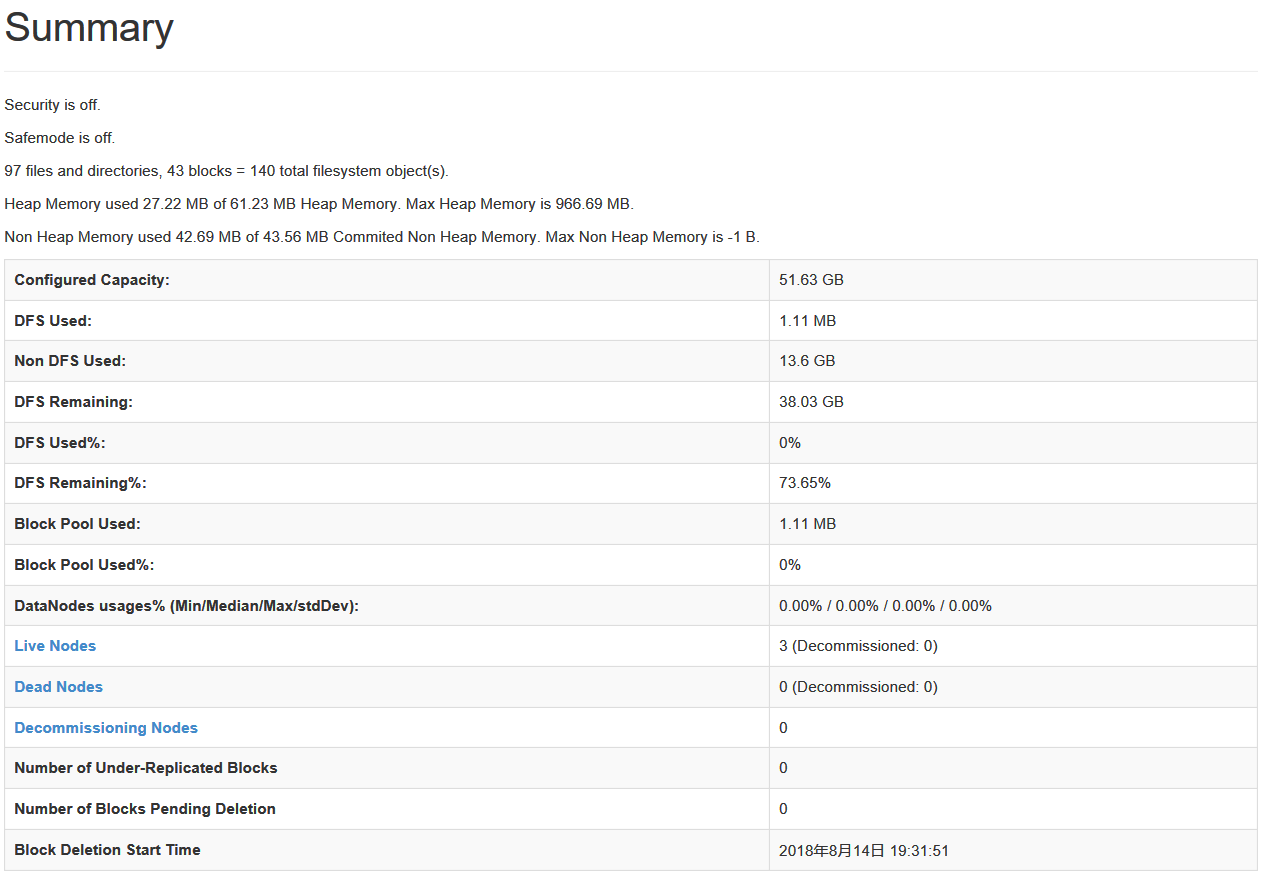 Summary
Security is off.
Safemode is off.
97 files and directories, 43 blocks = 140 total filesystem object(s).
Heap Memory used 27.22 MB of 61.23 MB Heap Memory. Max Heap Memory is 966.69 MB.
Non Heap Memory used 42.69 MB of 43.56 MB Commited Non Heap Memory. Max Non Heap Memory is -1 B.
Configured Capacity: 51.63 GB
DFS Used: 1.11 MB
Non DFS Used: 13.6 GB
DFS Remaining: 38.03 GB
DFS Used%: 0%
DFS Remaining%: 73.65%
Block Pool Used: 1.11 MB
Block Pool Used%: 0%
DataNodes usages% (Min/Median/Max/stdDev): 0.00% / 0.00% / 0.00% / 0.00%
Live Nodes 3 (Decommissioned: 0)
Dead Nodes 0 (Decommissioned: 0)
Decommissioning Nodes 0
Number of Under-Replicated Blocks 0
Number of Blocks Pending Deletion 0
Block Deletion Start Time 2018年8月14日 19:31:51